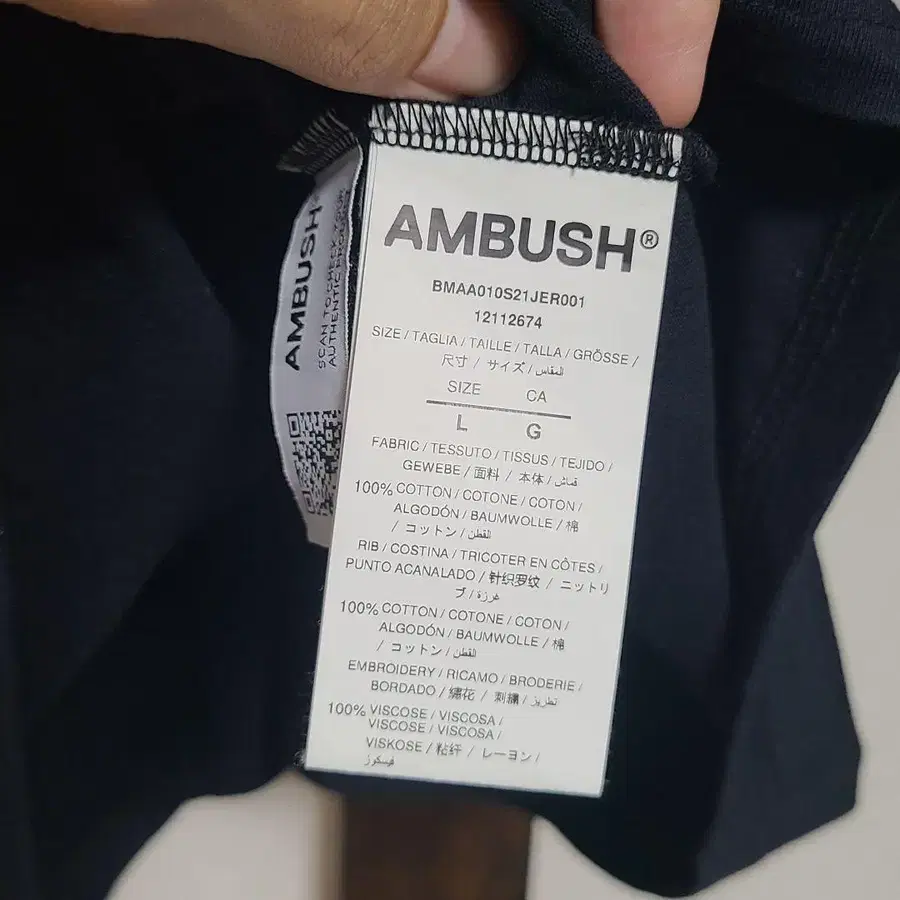 AMBUSH®
BMAA010S21JER001
12112674
SIZE / TAGLIA / TAILLE / TALLA / GRÖSSE /
尺寸 / サイズ / المقاس
SIZE CA
L G
FABRIC / TESSUTO / TISSUS / TEJIDO /
GEWEBE / 面料 / 本体 / قماش
100% COTTON / COTONE / COTON /
ALGODÓN / BAUMWOLLE / 棉
/ コットン / القطن
RIB / COSTINA / TRICOTER EN CÔTES /
PUNTO ACANALADO / 针织罗纹 / ニットリ
ブ / غرزة
100% COTTON / COTONE / COTON /
ALGODÓN / BAUMWOLLE / 棉
/ コットン / القطن
EMBROIDERY / RICAMO / BRODERIE /
BORDADO / 繡花 / 刺繍 / تطريز
100% VISCOSE / VISCOSA /
VISCOSE / VISCOSA /
VISKOSE / 粘纤 / レーヨン /
فيسكوز
AMBUSH®
SCAN TO CHECK YOUR
AUTHENTIC PRODUCT